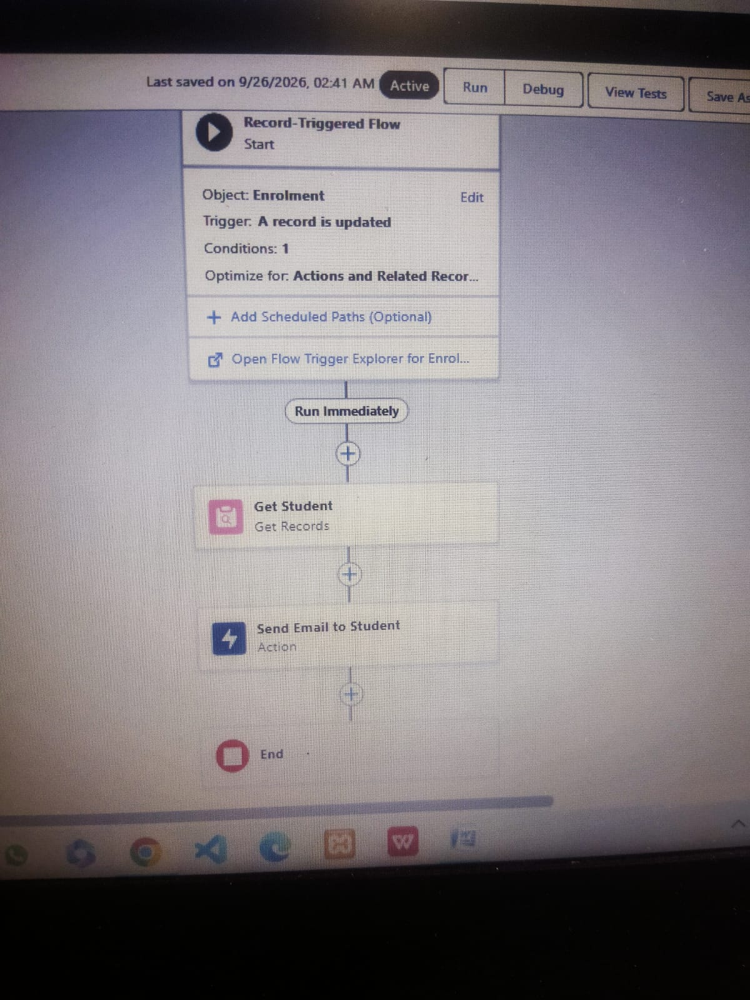 Last saved on 9/26/2026, 02:41 AM Active Run Debug View Tests Save As
Record-Triggered Flow
Start
Object: Enrolment Edit
Trigger: A record is updated
Conditions: 1
Optimize for: Actions and Related Recor...
Add Scheduled Paths (Optional)
Open Flow Trigger Explorer for Enrol...
Run Immediately
Get Student
Get Records
Send Email to Student
Action
End